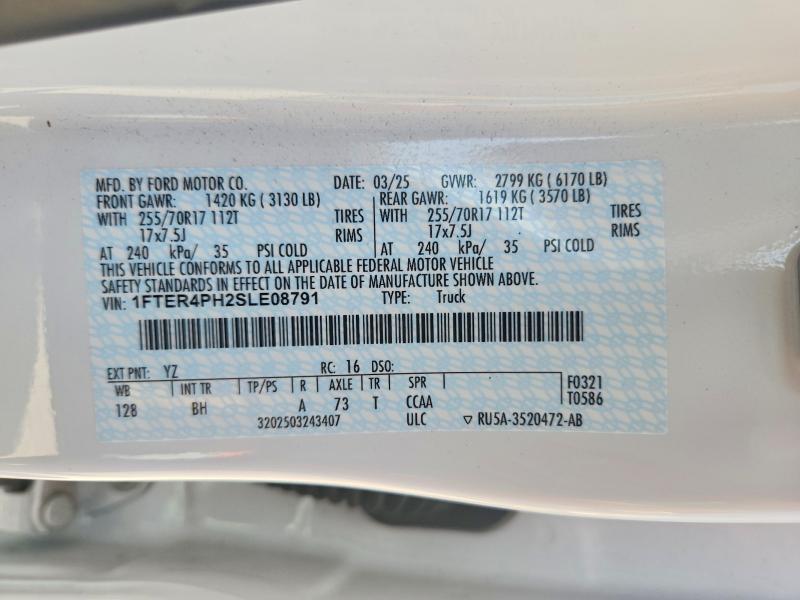 MFD. BY FORD MOTOR CO. DATE: 03/25 GVWR: 2799 KG ( 6170 LB)
FRONT GAWR: 1420 KG ( 3130 LB) REAR GAWR: 1619 KG ( 3570 LB)
WITH 255/70R17 112T TIRES WITH 255/70R17 112T TIRES
17x7.5J RIMS 17x7.5J RIMS
AT 240 kPa/ 35 PSI COLD AT 240 kPa/ 35 PSI COLD
THIS VEHICLE CONFORMS TO ALL APPLICABLE FEDERAL MOTOR VEHICLE
SAFETY STANDARDS IN EFFECT ON THE DATE OF MANUFACTURE SHOWN ABOVE.
VIN: 1FTER4PH2SLE08791 TYPE: Truck
EXT PNT: YZ RC: 16 DSO:
WB INT TR TP/PS R AXLE TR SPR F0321
128 BH A 73 T CCAA T0586
3202503243407 ULC ▽ RU5A-3520472-AB